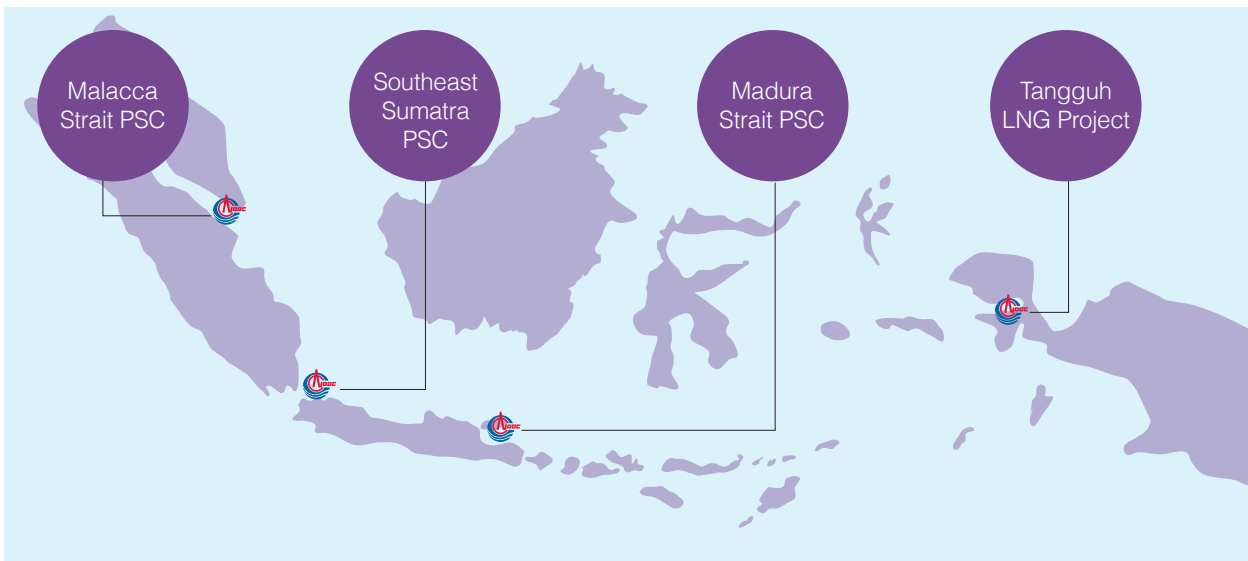 Malacca
Strait PSC
Southeast
Sumatra
PSC
Madura
Strait PSC
Tangguh
LNG Project